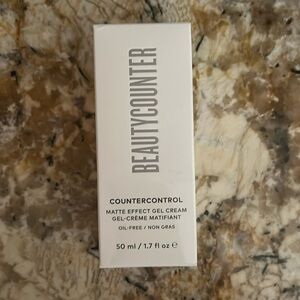 BEAUTYCOUNTER
COUNTERCONTROL
MATTE EFFECT GEL CREAM
GEL-CRÈME MATIFIANT
OIL-FREE / NON GRAS
50 ml / 1.7 fl oz ℮